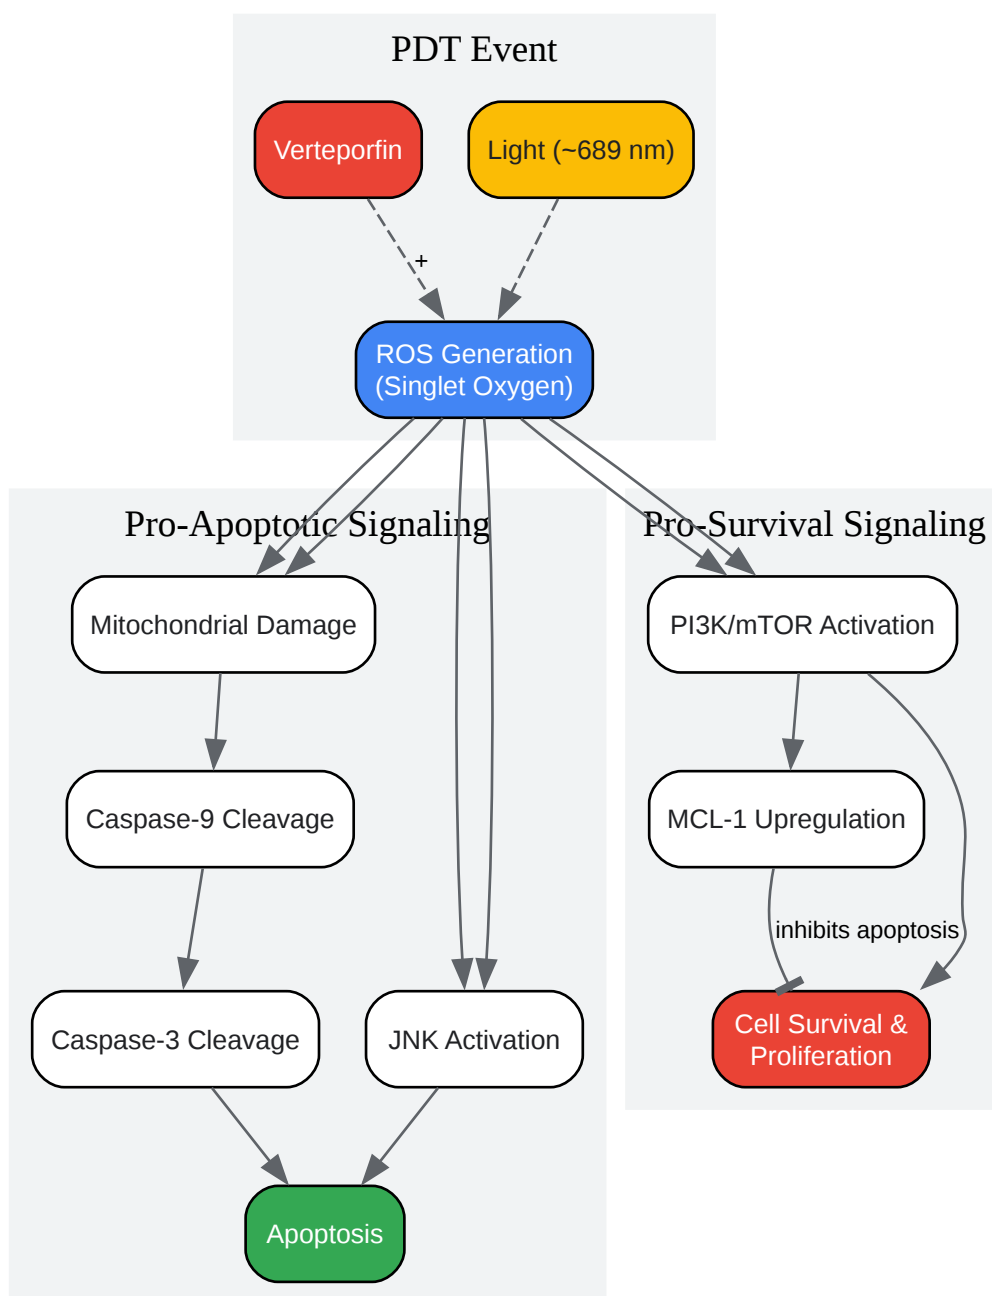 PDT Event
Verteporfin
Light (~689 nm)
+
ROS Generation
(Singlet Oxygen)
Pro-Apoptotic Signaling
Pro-Survival Signaling
Mitochondrial Damage
PI3K/mTOR Activation
Caspase-9 Cleavage
MCL-1 Upregulation
inhibits apoptosis
Caspase-3 Cleavage
JNK Activation
Cell Survival &
Proliferation
Apoptosis